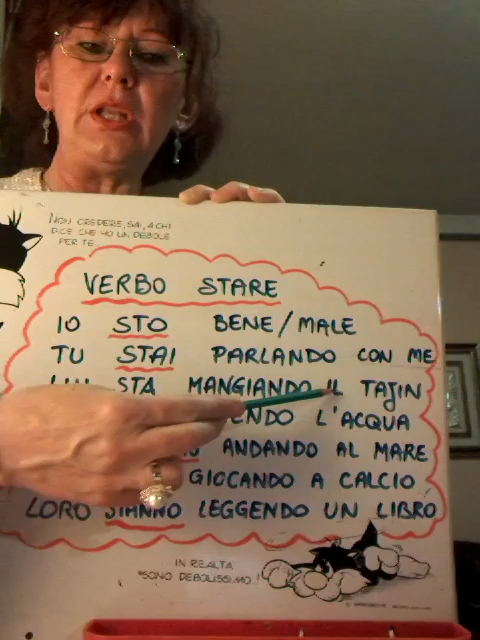 NON CREDERE, SAI, A CHI
DICE CHE HO UN DEBOLE
PER TE...
VERBO STARE
IO STO BENE/MALE
TU STAI PARLANDO CON ME
STA MANGIANDO IL TAJIN
L'ACQUA
ANDANDO AL MARE
GIOCANDO A CALCIO
LORO STANNO LEGGENDO UN LIBRO
IN REALTÀ
SONO DEBOLISSIMO!